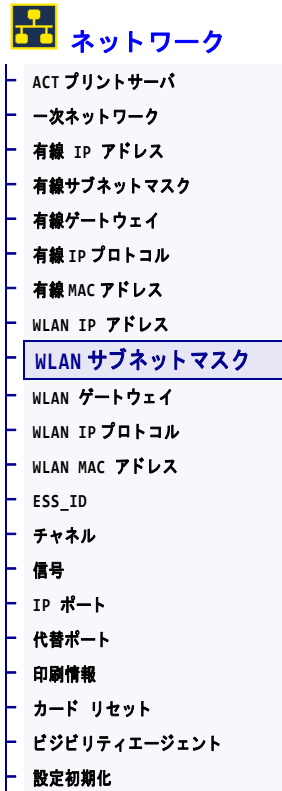 ネットワーク
ACT プリントサーバ
一次ネットワーク
有線 IP アドレス
有線サブネットマスク
有線ゲートウェイ
有線 IP プロトコル
有線 MAC アドレス
WLAN IP アドレス
WLAN サブネットマスク
WLAN ゲートウェイ
WLAN IP プロトコル
WLAN MAC アドレス
ESS_ID
チャネル
信号
IP ポート
代替ポート
印刷情報
カード リセット
ビジビリティエージェント
設定初期化